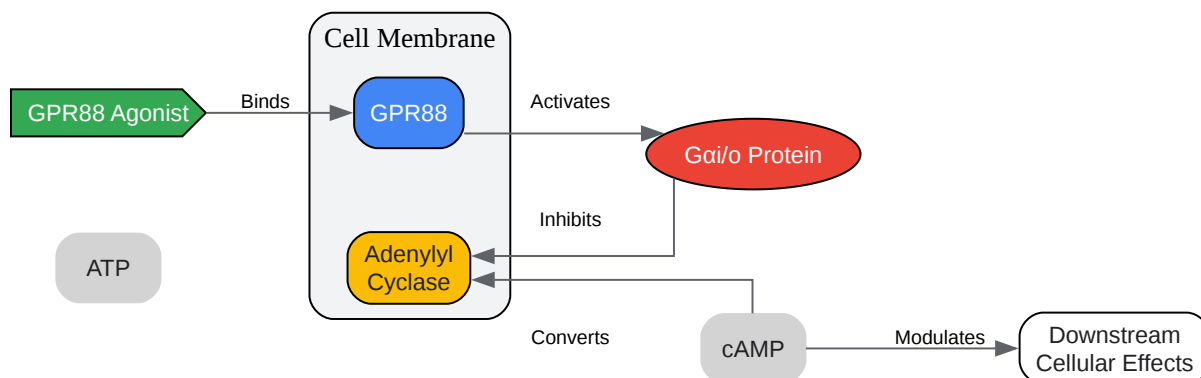 Cell Membrane
GPR88 Agonist
Binds
GPR88
Activates
Gαi/o Protein
Inhibits
ATP
Adenylyl
Cyclase
Converts
cAMP
Modulates
Downstream
Cellular Effects